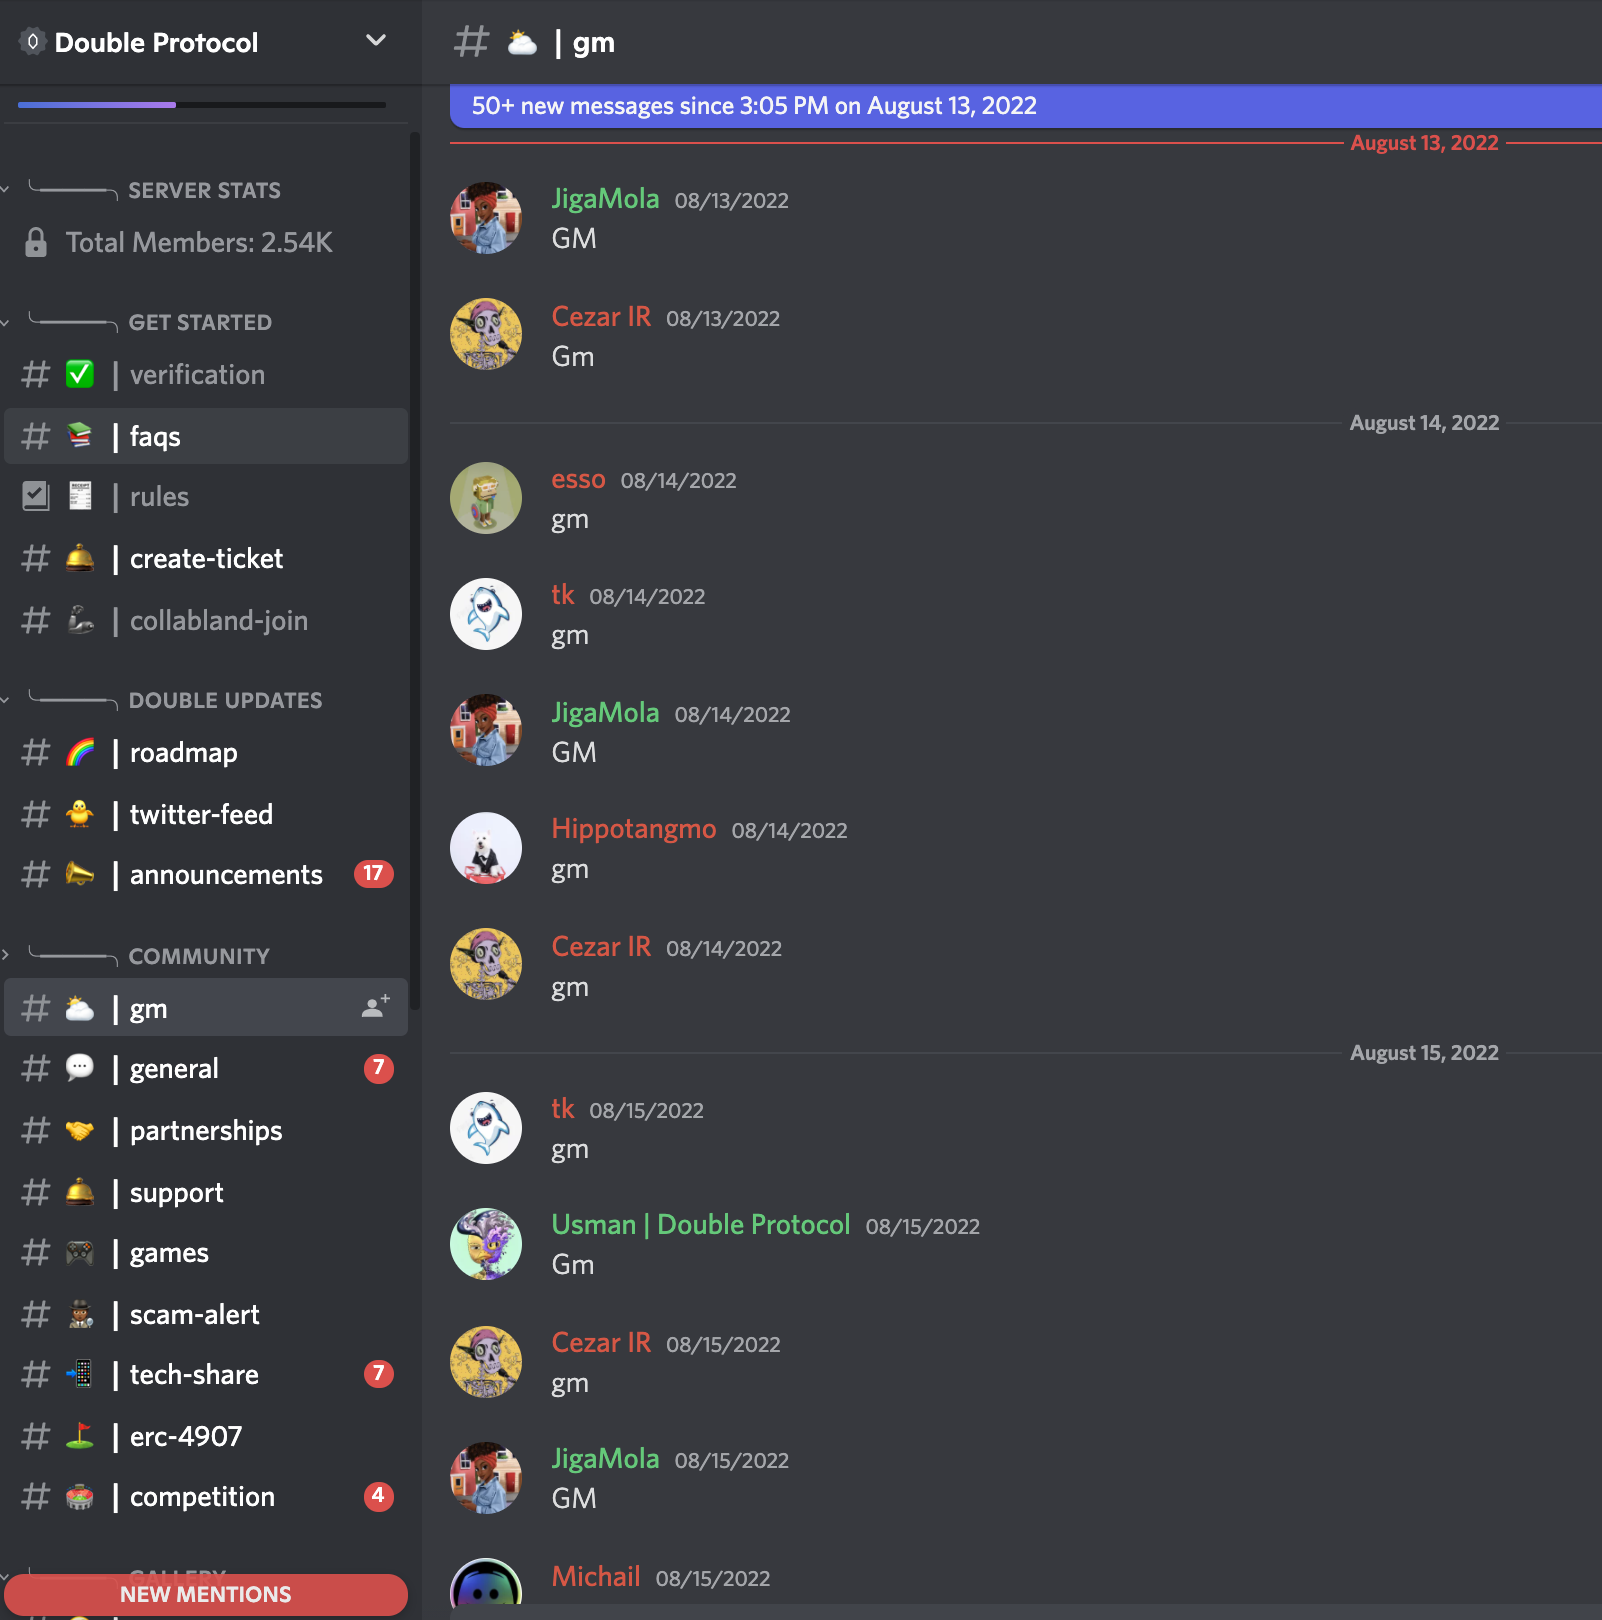 Double Protocol
SERVER STATS
Total Members: 2.54K
GET STARTED
# ✅ | verification
# 📚 | faqs
| rules
# 🛎️ | create-ticket
# 🦾 | collabland-join
DOUBLE UPDATES
# 🌈 | roadmap
# 🐥 | twitter-feed
# 📣 | announcements 17
COMMUNITY
# 🌥️ | gm
# 💬 | general 7
# 🤝 | partnerships
# 🛎️ | support
# 🎮 | games
# | scam-alert
# 📲 | tech-share 7
# ⛳ | erc-4907
# 🏟️ | competition 4
GALLERY
NEW MENTIONS
# 🌥️ | gm
50+ new messages since 3:05 PM on August 13, 2022
August 13, 2022
JigaMola 08/13/2022
GM
Cezar IR 08/13/2022
Gm
August 14, 2022
esso 08/14/2022
gm
tk 08/14/2022
gm
JigaMola 08/14/2022
GM
Hippotangmo 08/14/2022
gm
Cezar IR 08/14/2022
gm
August 15, 2022
tk 08/15/2022
gm
Usman | Double Protocol 08/15/2022
Gm
Cezar IR 08/15/2022
gm
JigaMola 08/15/2022
GM
Michail 08/15/2022